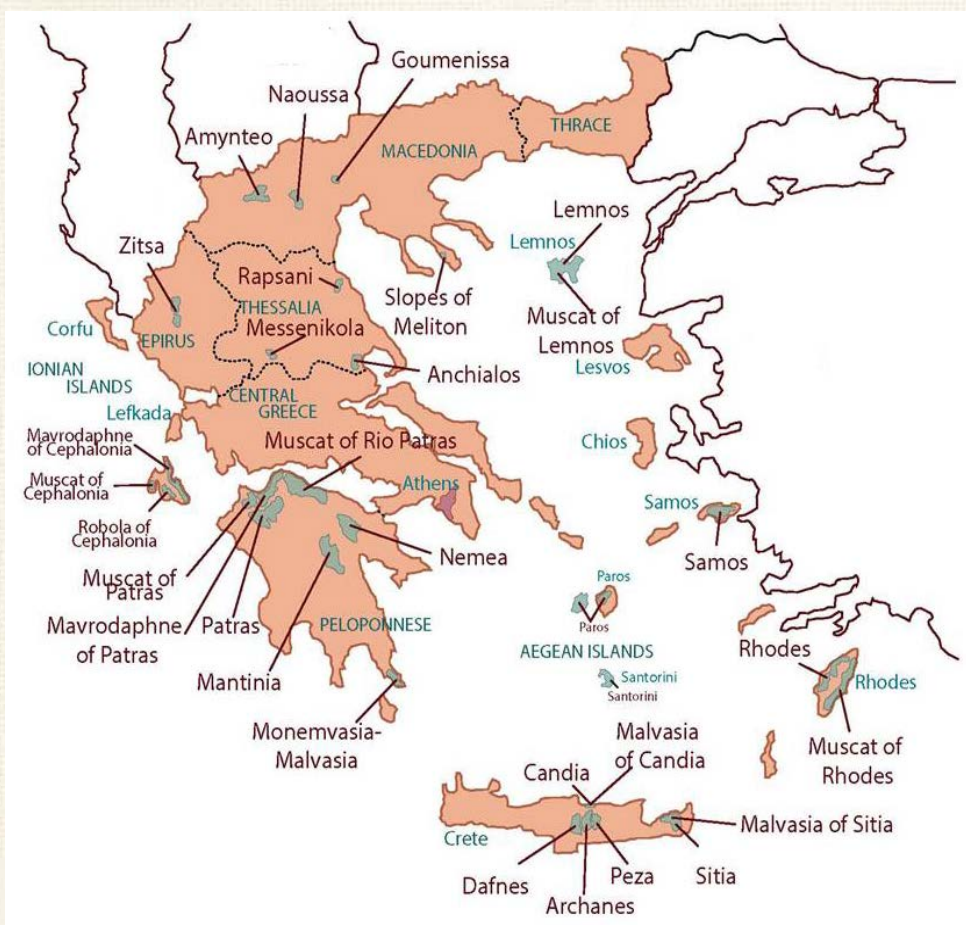 Goumenissa
Naoussa
Amynteo
THRACE
MACEDONIA
Lemnos
Lemnos
Zitsa
Rapsani
Slopes of
Meliton
THESSALIA
Muscat of
Lemnos
Corfu
Messenikola
EPIRUS
Lesvos
IONIAN
ISLANDS
Anchialos
CENTRAL
GREECE
Lefkada
Mavrodaphne
of Cephalonia
Muscat of Rio Patras
Chios
Muscat of
Cephalonia
Athens
Samos
Robola of
Cephalonia
Nemea
Samos
Muscat of
Patras
Paros
Paros
Mavrodaphne
of Patras
Patras
PELOPONNESE
AEGEAN ISLANDS
Rhodes
Mantinia
Santorini
Santorini
Rhodes
Monemvasia-
Malvasia
Malvasia
of Candia
Muscat of
Rhodes
Candia
Crete
Malvasia of Sitia
Dafnes
Peza
Sitia
Archanes